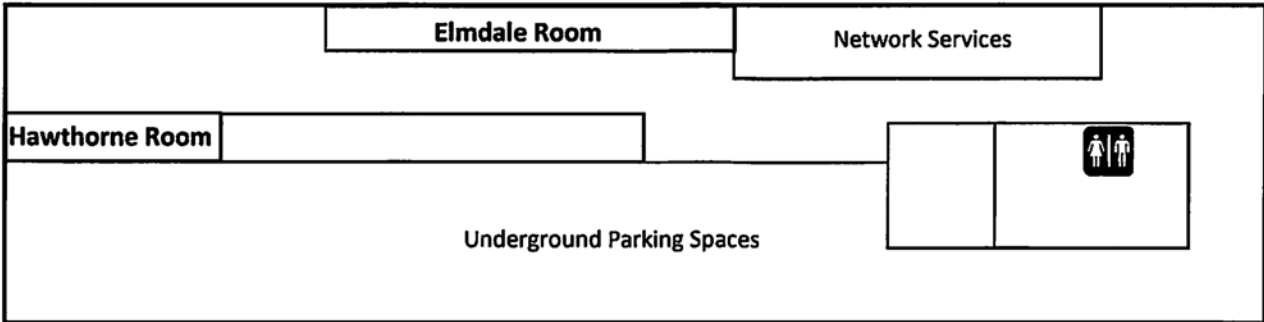 Elmdale Room
Network Services
Hawthorne Room
Underground Parking Spaces